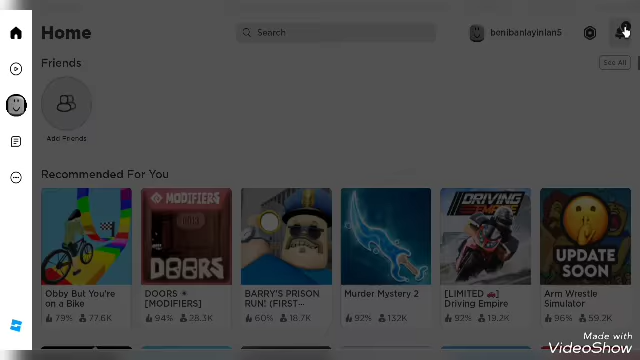 Home
Search
benibanlayinlan5
Friends
See All
Add Friends
Recommended For You
MODIFIERS
DOORS
DRIVING
EMPIRE
UPDATE
SOON
Obby But You're
on a Bike
DOORS
[MODIFIERS]
BARRY'S PRISON
RUN! (FIRST-
Murder Mystery 2
[LIMITED
Driving Empire
Arm Wrestle
Simulator
79% 77.6K
94% 28.3K
60% 18.7K
92% 132K
92% 19.2K
96% 59.2K
Made with
VideoShow